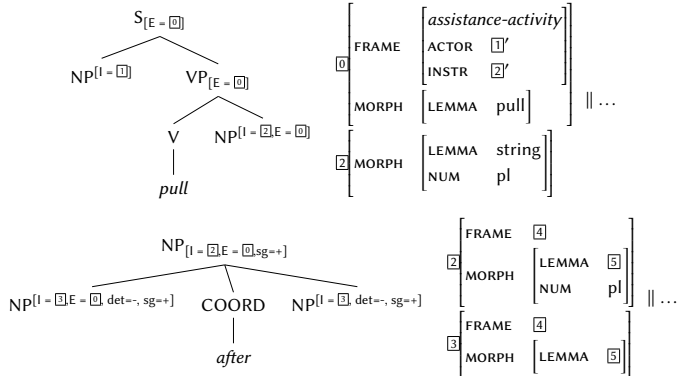 S[E = 0]
NP[I = 1] VP[E = 0]
V NP[I = 2,E = 0]
pull
0 FRAME assistance-activity
ACTOR 1′
INSTR 2′
MORPH LEMMA pull
|| ...
2 MORPH LEMMA string
NUM pl
NP[I = 2,E = 0,sg=+]
NP[I = 3,E = 0, det=-, sg=+] COORD NP[I = 3, det=-, sg=+]
after
2 FRAME 4
MORPH LEMMA 5
NUM pl
|| ...
3 FRAME 4
MORPH LEMMA 5